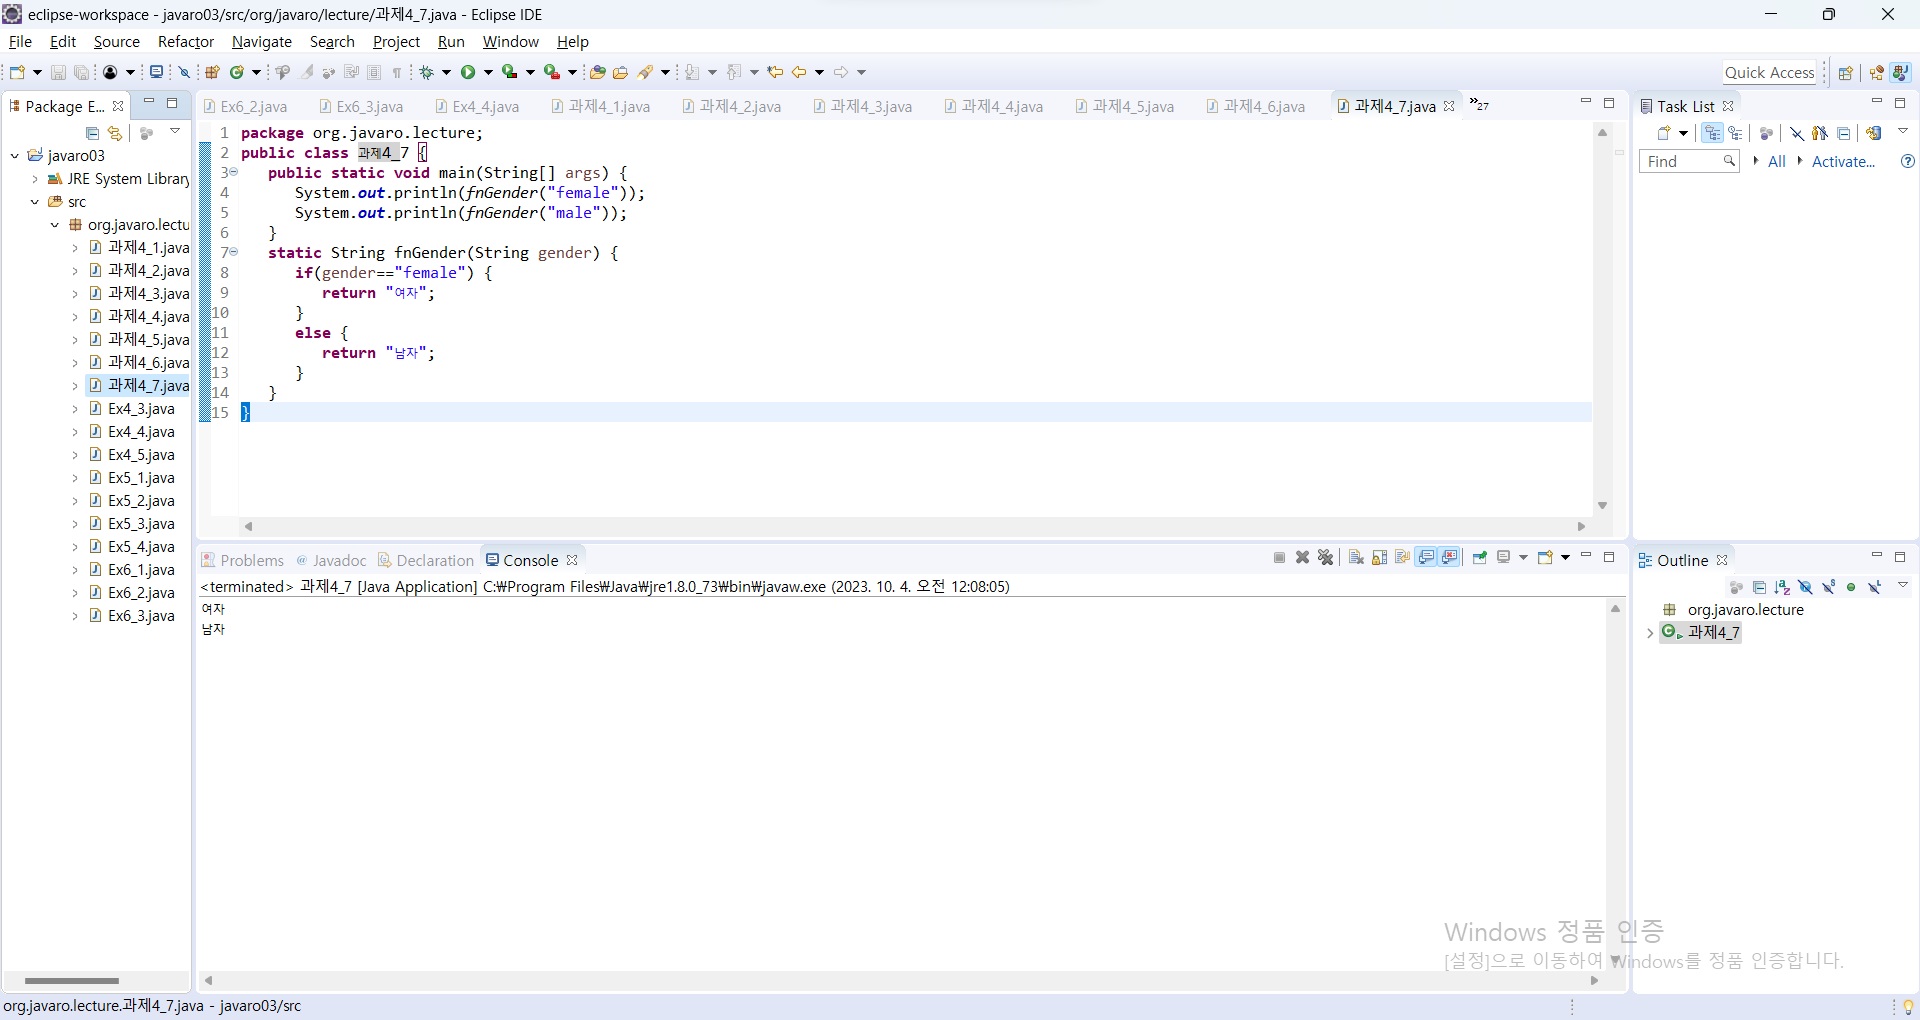 eclipse-workspace - javaro03/src/org/javaro/lecture/과제4_7.java - Eclipse IDE
File Edit Source Refactor Navigate Search Project Run Window Help
Quick Access
Package E...
javaro03
JRE System Library
src
org.javaro.lectu
과제4_1.java
과제4_2.java
과제4_3.java
과제4_4.java
과제4_5.java
과제4_6.java
과제4_7.java
Ex4_3.java
Ex4_4.java
Ex4_5.java
Ex5_1.java
Ex5_2.java
Ex5_3.java
Ex5_4.java
Ex6_1.java
Ex6_2.java
Ex6_3.java
Ex6_2.java Ex6_3.java Ex4_4.java 과제4_1.java 과제4_2.java 과제4_3.java 과제4_4.java 과제4_5.java 과제4_6.java 과제4_7.java »27
1 package org.javaro.lecture;
2 public class 과제4_7 {
3 public static void main(String[] args) {
4 System.out.println(fnGender("female"));
5 System.out.println(fnGender("male"));
6 }
7 static String fnGender(String gender) {
8 if(gender=="female") {
9 return "여자";
10 }
11 else {
12 return "남자";
13 }
14 }
15 }
Task List
Find All Activate...
Problems @ Javadoc Declaration Console
<terminated> 과제4_7 [Java Application] C:₩Program Files₩Java₩jre1.8.0_73₩bin₩javaw.exe (2023. 10. 4. 오전 12:08:05)
여자
남자
Outline
org.javaro.lecture
과제4_7
Windows 정품 인증
[설정]으로 이동하여 Windows를 정품 인증합니다.
org.javaro.lecture.과제4_7.java - javaro03/src